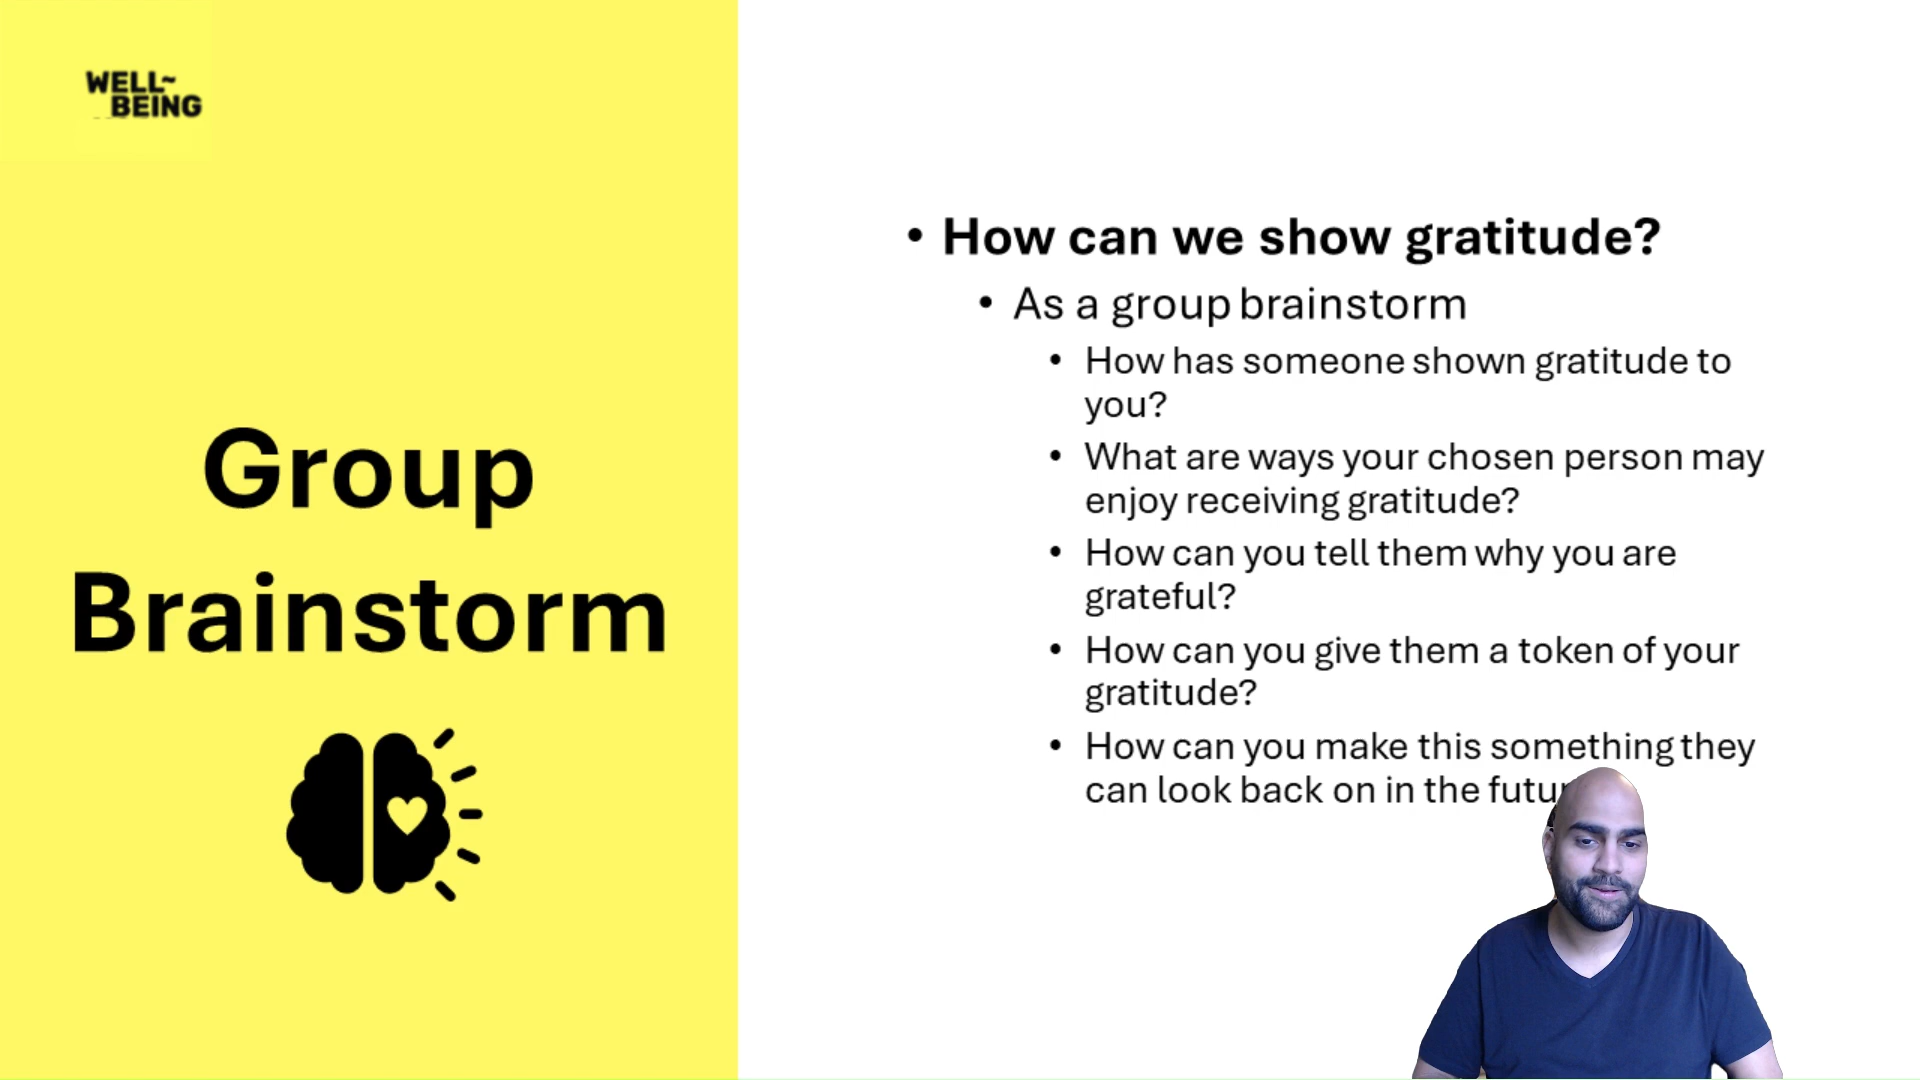 WELL~
BEING
Group
Brainstorm
• How can we show gratitude?
• As a group brainstorm
• How has someone shown gratitude to
you?
• What are ways your chosen person may
enjoy receiving gratitude?
• How can you tell them why you are
grateful?
• How can you give them a token of your
gratitude?
• How can you make this something they
can look back on in the